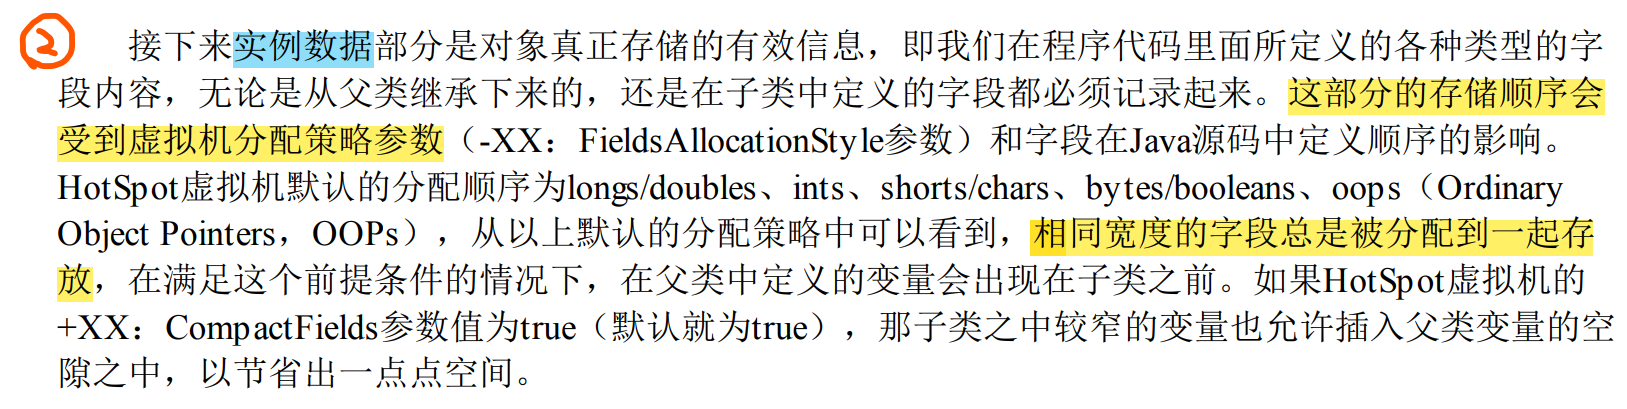 ②
接下来实例数据部分是对象真正存储的有效信息，即我们在程序代码里面所定义的各种类型的字
段内容，无论是从父类继承下来的，还是在子类中定义的字段都必须记录起来。这部分的存储顺序会
受到虚拟机分配策略参数（-XX：FieldsAllocationStyle参数）和字段在Java源码中定义顺序的影响。
HotSpot虚拟机默认的分配顺序为longs/doubles、ints、shorts/chars、bytes/booleans、oops（Ordinary
Object Pointers，OOPs），从以上默认的分配策略中可以看到，相同宽度的字段总是被分配到一起存
放，在满足这个前提条件的情况下，在父类中定义的变量会出现在子类之前。如果HotSpot虚拟机的
+XX：CompactFields参数值为true（默认就为true），那子类之中较窄的变量也允许插入父类变量的空
隙之中，以节省出一点点空间。